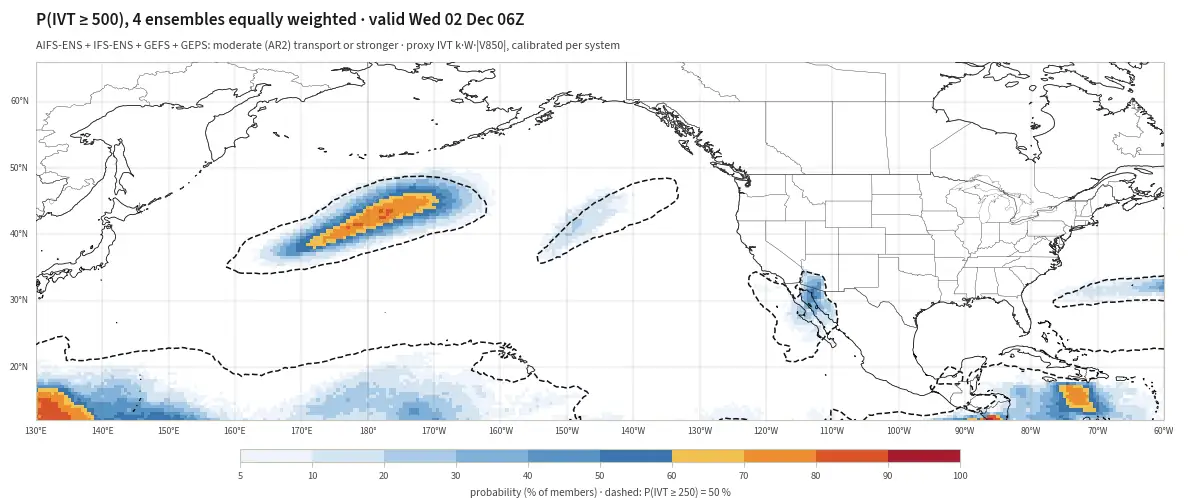 P(IVT ≥ 500), 4 ensembles equally weighted · valid Wed 02 Dec 06Z
AIFS-ENS + IFS-ENS + GEFS + GEPS: moderate (AR2) transport or stronger · proxy IVT k·W·|V850|, calibrated per system
60°N
50°N
40°N
30°N
20°N
130°E 140°E 150°E 160°E 170°E 180° 170°W 160°W 150°W 140°W 130°W 120°W 110°W 100°W 90°W 80°W 70°W 60°W
5 10 20 30 40 50 60 70 80 90 100
probability (% of members) · dashed: P(IVT ≥ 250) = 50 %